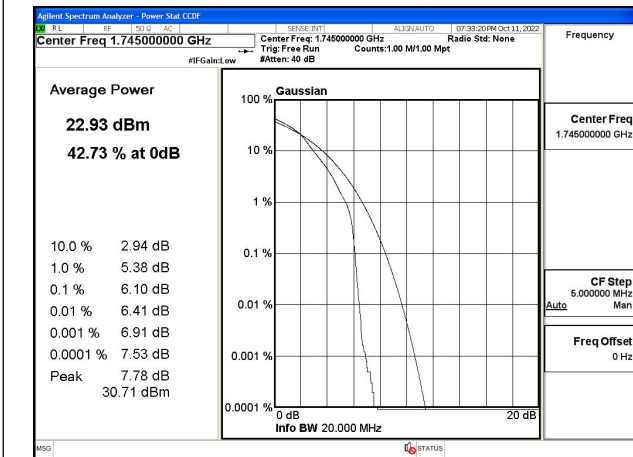 Agilent Spectrum Analyzer - Power Stat CCDF
LXI RL RF 50 Ω AC SENSE:INT ALIGN AUTO 07:33:20PM Oct 11, 2022
Center Freq 1.745000000 GHz
Center Freq: 1.745000000 GHz Radio Std: None
Trig: Free Run Counts:1.00 M/1.00 Mpt
#IFGain:Low #Atten: 40 dB
Frequency
Average Power
22.93 dBm
42.73 % at 0dB
10.0 % 2.94 dB
1.0 % 5.38 dB
0.1 % 6.10 dB
0.01 % 6.41 dB
0.001 % 6.91 dB
0.0001 % 7.53 dB
Peak 7.78 dB
30.71 dBm
Gaussian
100 %
10 %
1 %
0.1 %
0.01 %
0.001 %
0.0001 %
0 dB 20 dB
Info BW 20.000 MHz
Center Freq
1.745000000 GHz
CF Step
5.000000 MHz
Auto Man
Freq Offset
0 Hz
MSG STATUS